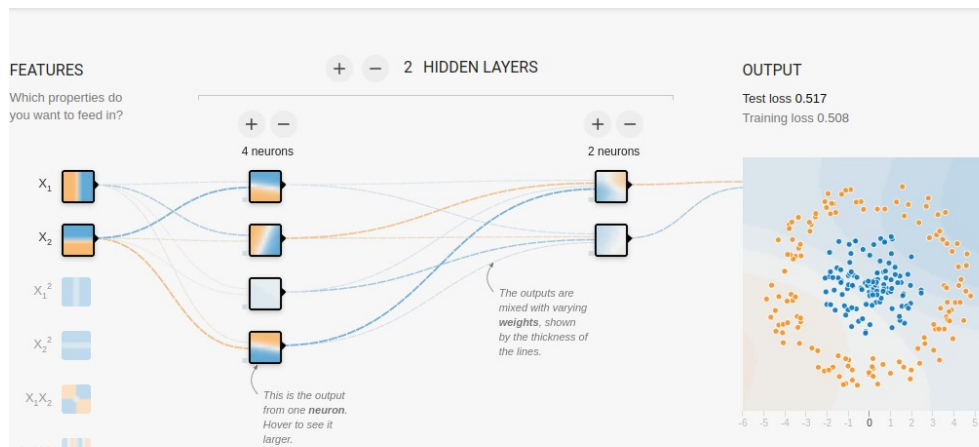 FEATURES
Which properties do
you want to feed in?
+ − 2 HIDDEN LAYERS
+ −
4 neurons
+ −
2 neurons
OUTPUT
Test loss 0.517
Training loss 0.508
X1
X2
X1²
X2²
X1X2
The outputs are
mixed with varying
weights, shown
by the thickness of
the lines.
This is the output
from one neuron.
Hover to see it
larger.
-6 -5 -4 -3 -2 -1 0 1 2 3 4 5